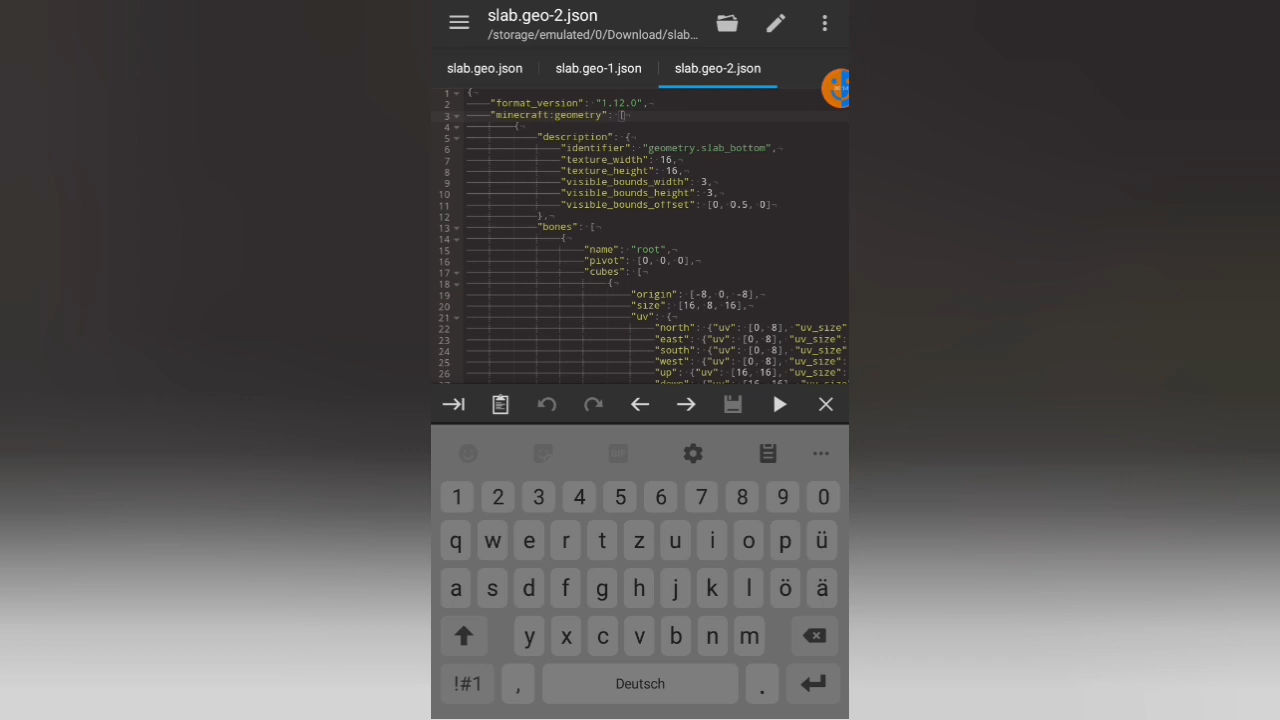 slab.geo-2.json
/storage/emulated/0/Download/slab...
slab.geo.json slab.geo-1.json slab.geo-2.json
1 {
2 "format_version": "1.12.0",
3 "minecraft:geometry": [
4 {
5 "description": {
6 "identifier": "geometry.slab_bottom",
7 "texture_width": 16,
8 "texture_height": 16,
9 "visible_bounds_width": 3,
10 "visible_bounds_height": 3,
11 "visible_bounds_offset": [0, 0.5, 0]
12 },
13 "bones": [
14 {
15 "name": "root",
16 "pivot": [0, 0, 0],
17 "cubes": [
18 {
19 "origin": [-8, 0, -8],
20 "size": [16, 8, 16],
21 "uv": {
22 "north": {"uv": [0, 8], "uv_size"
23 "east": {"uv": [0, 8], "uv_size":
24 "south": {"uv": [0, 8], "uv_size"
25 "west": {"uv": [0, 8], "uv_size":
26 "up": {"uv": [16, 16], "uv_size":
GIF
1 2 3 4 5 6 7 8 9 0
q w e r t z u i o p ü
a s d f g h j k l ö ä
y x c v b n m
!#1 , Deutsch .